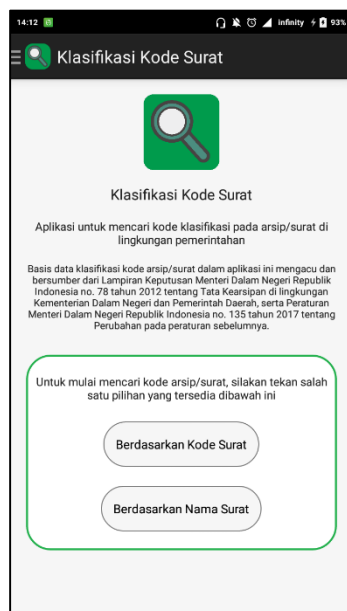 14:12 infinity 93%
Klasifikasi Kode Surat
Klasifikasi Kode Surat
Aplikasi untuk mencari kode klasifikasi pada arsip/surat di
lingkungan pemerintahan
Basis data klasifikasi kode arsip/surat dalam aplikasi ini mengacu dan
bersumber dari Lampiran Keputusan Menteri Dalam Negeri Republik
Indonesia no. 78 tahun 2012 tentang Tata Kearsipan di lingkungan
Kementerian Dalam Negeri dan Pemerintah Daerah, serta Peraturan
Menteri Dalam Negeri Republik Indonesia no. 135 tahun 2017 tentang
Perubahan pada peraturan sebelumnya.
Untuk mulai mencari kode arsip/surat, silakan tekan salah
satu pilihan yang tersedia dibawah ini
Berdasarkan Kode Surat
Berdasarkan Nama Surat